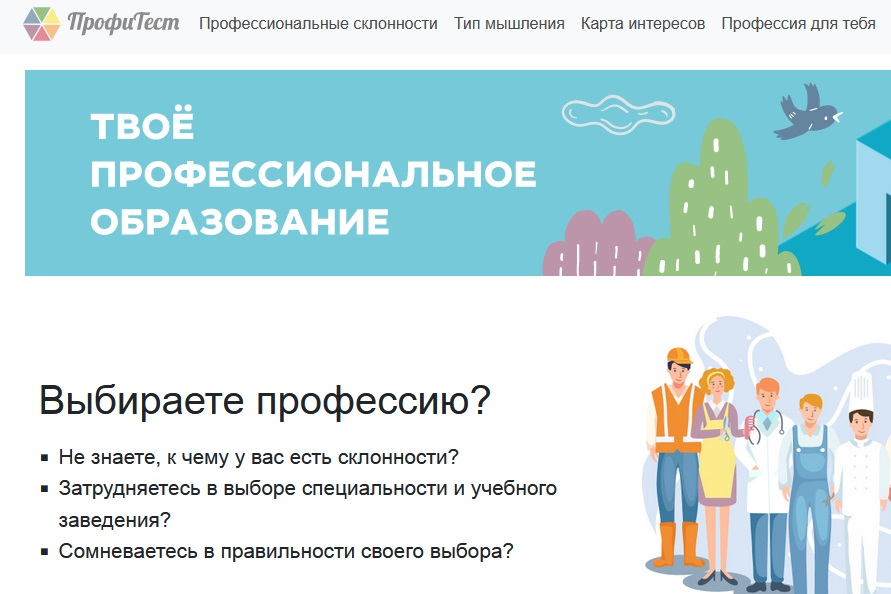 ПрофиТест Профессиональные склонности Тип мышления Карта интересов Профессия для тебя
ТВОЁ
ПРОФЕССИОНАЛЬНОЕ
ОБРАЗОВАНИЕ
Выбираете профессию?
Не знаете, к чему у вас есть склонности?
Затрудняетесь в выборе специальности и учебного
заведения?
Сомневаетесь в правильности своего выбора?